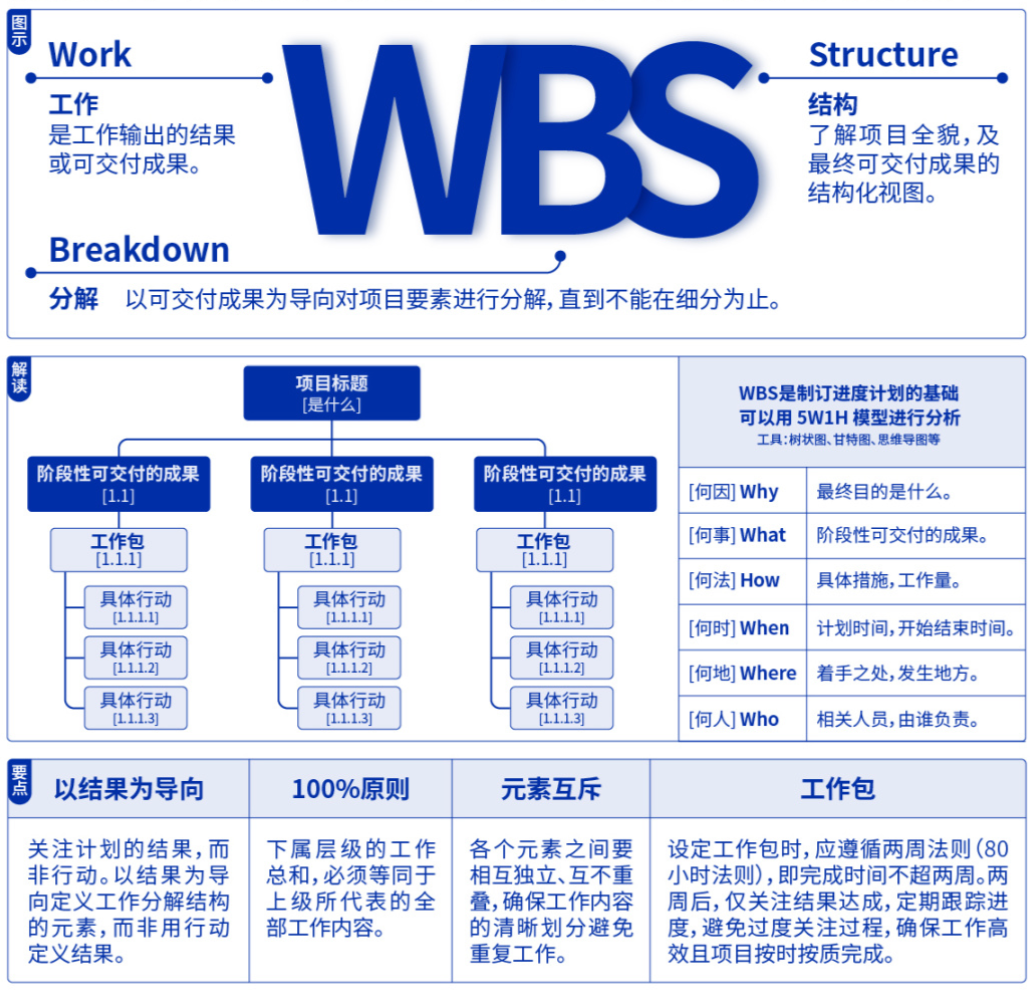 图示
Work
工作
是工作输出的结果
或可交付成果。
WBS
Structure
结构
了解项目全貌，及
最终可交付成果的
结构化视图。
Breakdown
分解 以可交付成果为导向对项目要素进行分解，直到不能在细分为止。
解读
项目标题
[是什么]
阶段性可交付的成果
[1.1]
工作包
[1.1.1]
具体行动
[1.1.1.1]
具体行动
[1.1.1.2]
具体行动
[1.1.1.3]
阶段性可交付的成果
[1.1]
工作包
[1.1.1]
具体行动
[1.1.1.1]
具体行动
[1.1.1.2]
具体行动
[1.1.1.3]
阶段性可交付的成果
[1.1]
工作包
[1.1.1]
具体行动
[1.1.1.1]
具体行动
[1.1.1.2]
具体行动
[1.1.1.3]
WBS是制订进度计划的基础
可以用 5W1H 模型进行分析
工具：树状图、甘特图、思维导图等
[何因] Why 最终目的是什么。
[何事] What 阶段性可交付的成果。
[何法] How 具体措施，工作量。
[何时] When 计划时间，开始结束时间。
[何地] Where 着手之处，发生地方。
[何人] Who 相关人员，由谁负责。
要点
以结果为导向
关注计划的结果，而
非行动。以结果为导
向定义工作分解结构
的元素，而非用行动
定义结果。
100%原则
下属层级的工作
总和，必须等同于
上级所代表的全
部工作内容。
元素互斥
各个元素之间要
相互独立、互不重
叠，确保工作内容
的清晰划分避免
重复工作。
工作包
设定工作包时，应遵循两周法则（80
小时法则），即完成时间不超两周。两
周后，仅关注结果达成，定期跟踪进
度，避免过度关注过程，确保工作高
效且项目按时按质完成。